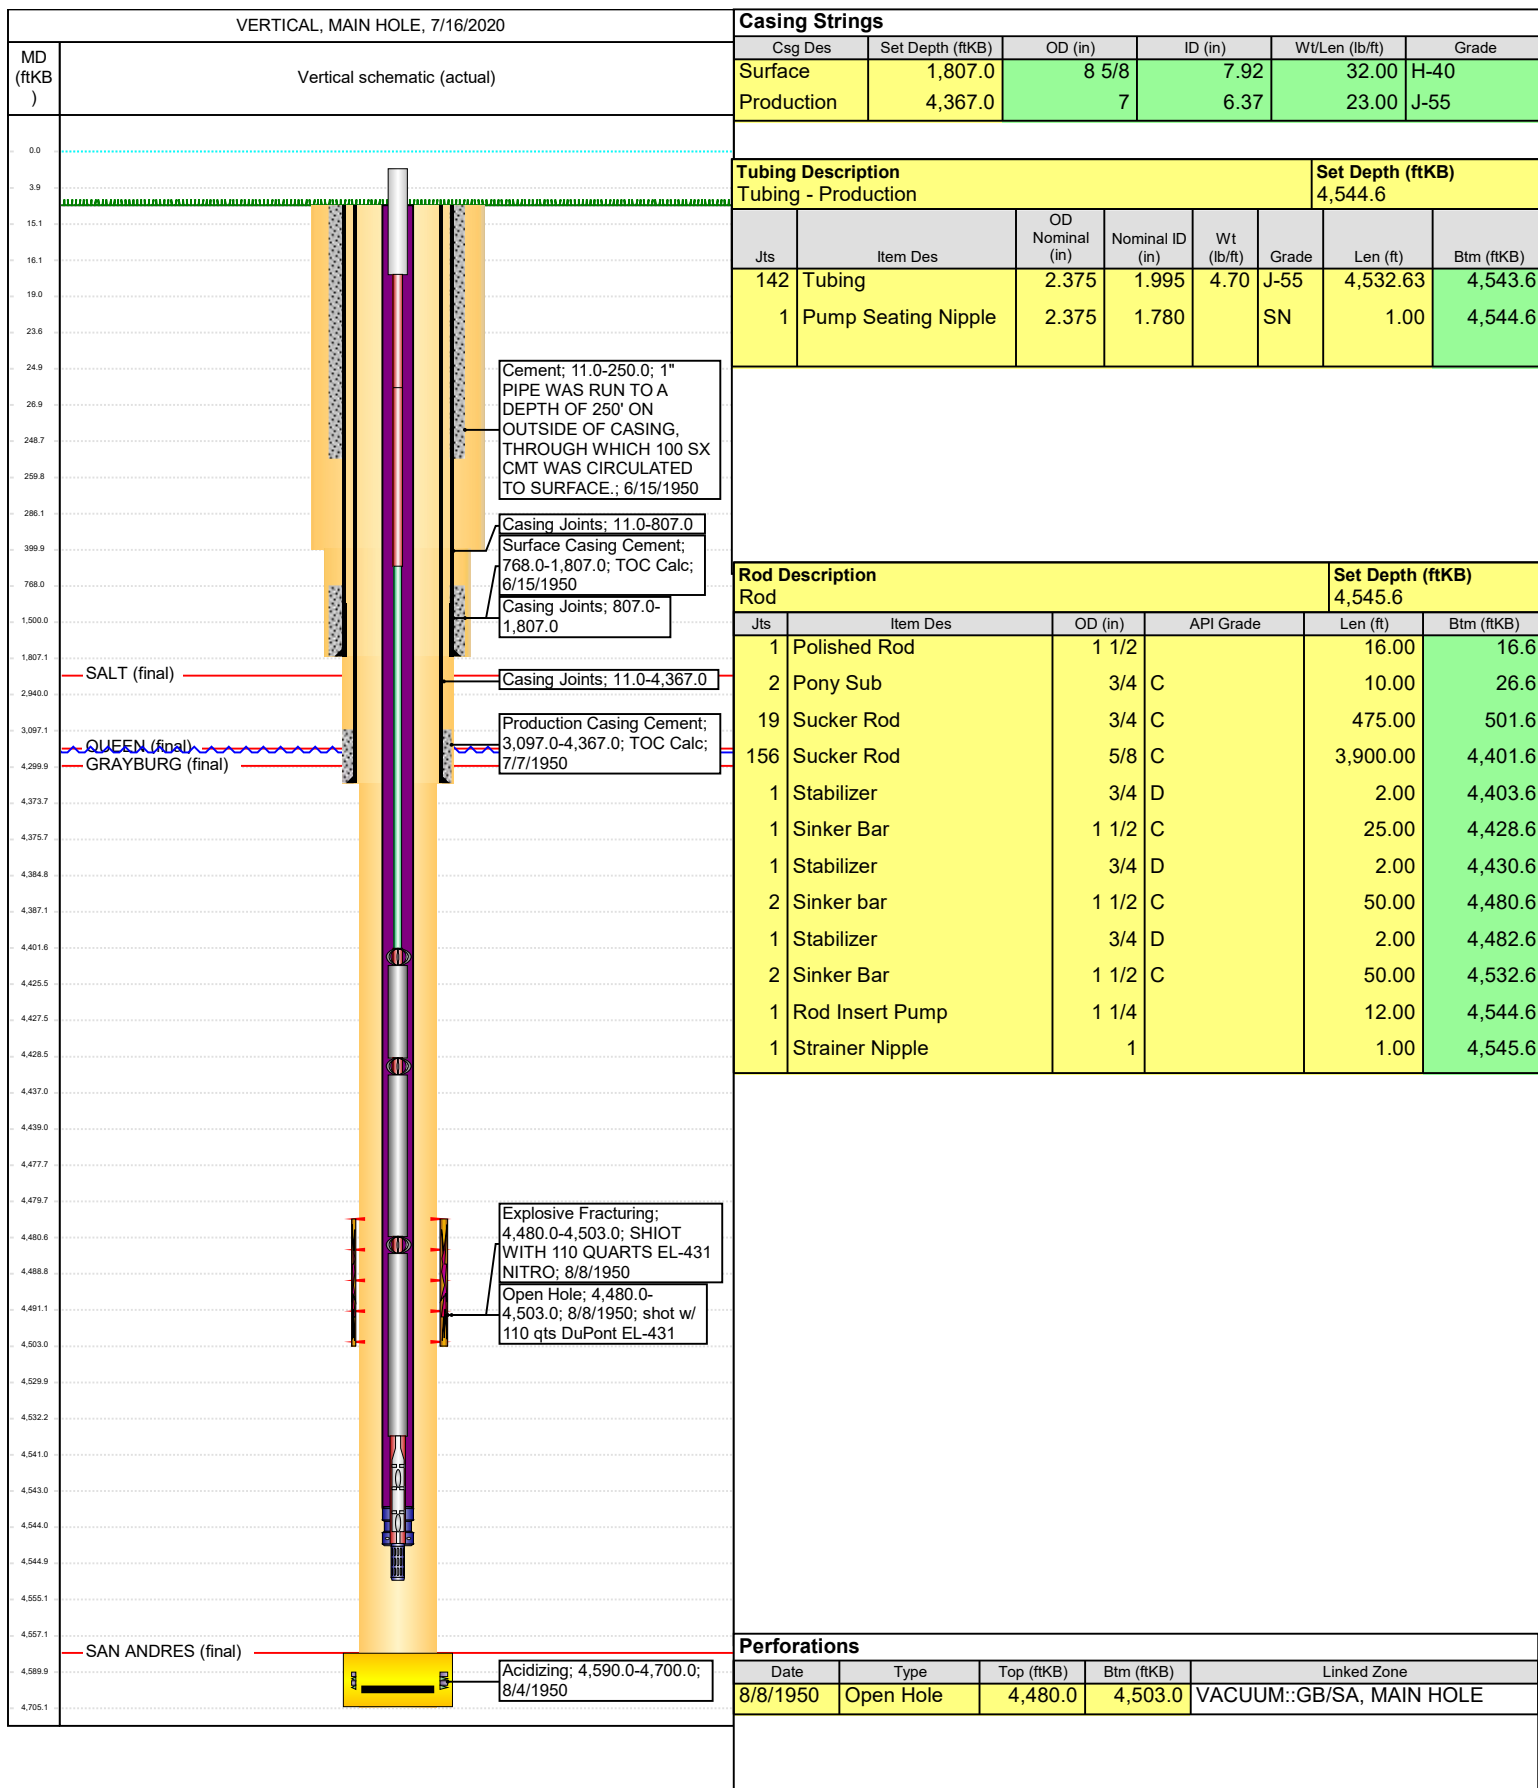 VERTICAL, MAIN HOLE, 7/16/2020
MD
(ftKB
)
Vertical schematic (actual)
0.0
3.9
15.1
16.1
19.0
23.6
24.9
26.9
248.7
259.8
286.1
399.9
768.0
1,500.0
1,807.1
2,940.0
3,097.1
4,299.9
4,373.7
4,375.7
4,384.8
4,387.1
4,401.6
4,425.5
4,427.5
4,428.5
4,437.0
4,439.0
4,477.7
4,479.7
4,480.6
4,488.8
4,491.1
4,503.0
4,529.9
4,532.2
4,541.0
4,543.0
4,544.0
4,544.9
4,555.1
4,557.1
4,589.9
4,705.1
Cement; 11.0-250.0; 1"
PIPE WAS RUN TO A
DEPTH OF 250' ON
OUTSIDE OF CASING,
THROUGH WHICH 100 SX
CMT WAS CIRCULATED
TO SURFACE.; 6/15/1950
Casing Joints; 11.0-807.0
Surface Casing Cement;
768.0-1,807.0; TOC Calc;
6/15/1950
Casing Joints; 807.0-
1,807.0
SALT (final)
Casing Joints; 11.0-4,367.0
Production Casing Cement;
3,097.0-4,367.0; TOC Calc;
7/7/1950
QUEEN (final)
GRAYBURG (final)
Explosive Fracturing;
4,480.0-4,503.0; SHIOT
WITH 110 QUARTS EL-431
NITRO; 8/8/1950
Open Hole; 4,480.0-
4,503.0; 8/8/1950; shot w/
110 qts DuPont EL-431
SAN ANDRES (final)
Acidizing; 4,590.0-4,700.0;
8/4/1950
Casing Strings
Csg Des Set Depth (ftKB) OD (in) ID (in) Wt/Len (lb/ft) Grade
Surface 1,807.0 8 5/8 7.92 32.00 H-40
Production 4,367.0 7 6.37 23.00 J-55
Tubing Description Set Depth (ftKB)
Tubing - Production 4,544.6
Jts Item Des OD Nominal (in) Nominal ID (in) Wt (lb/ft) Grade Len (ft) Btm (ftKB)
142 Tubing 2.375 1.995 4.70 J-55 4,532.63 4,543.6
1 Pump Seating Nipple 2.375 1.780 SN 1.00 4,544.6
Rod Description Set Depth (ftKB)
Rod 4,545.6
Jts Item Des OD (in) API Grade Len (ft) Btm (ftKB)
1 Polished Rod 1 1/2 16.00 16.6
2 Pony Sub 3/4 C 10.00 26.6
19 Sucker Rod 3/4 C 475.00 501.6
156 Sucker Rod 5/8 C 3,900.00 4,401.6
1 Stabilizer 3/4 D 2.00 4,403.6
1 Sinker Bar 1 1/2 C 25.00 4,428.6
1 Stabilizer 3/4 D 2.00 4,430.6
2 Sinker bar 1 1/2 C 50.00 4,480.6
1 Stabilizer 3/4 D 2.00 4,482.6
2 Sinker Bar 1 1/2 C 50.00 4,532.6
1 Rod Insert Pump 1 1/4 12.00 4,544.6
1 Strainer Nipple 1 1.00 4,545.6
Perforations
Date Type Top (ftKB) Btm (ftKB) Linked Zone
8/8/1950 Open Hole 4,480.0 4,503.0 VACUUM::GB/SA, MAIN HOLE